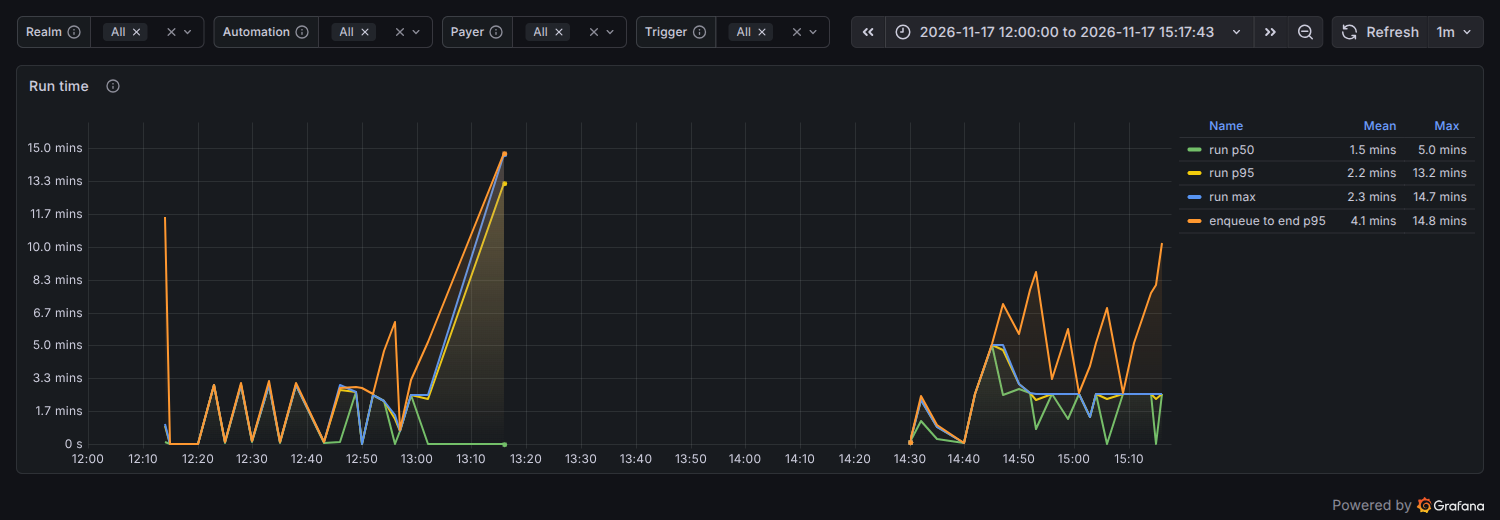 Realm All Automation All Payer All Trigger All 2026-11-17 12:00:00 to 2026-11-17 15:17:43 Refresh 1m
Run time
Name Mean Max
run p50 1.5 mins 5.0 mins
run p95 2.2 mins 13.2 mins
run max 2.3 mins 14.7 mins
enqueue to end p95 4.1 mins 14.8 mins
15.0 mins
13.3 mins
11.7 mins
10.0 mins
8.3 mins
6.7 mins
5.0 mins
3.3 mins
1.7 mins
0 s
12:00 12:10 12:20 12:30 12:40 12:50 13:00 13:10 13:20 13:30 13:40 13:50 14:00 14:10 14:20 14:30 14:40 14:50 15:00 15:10
Powered by Grafana